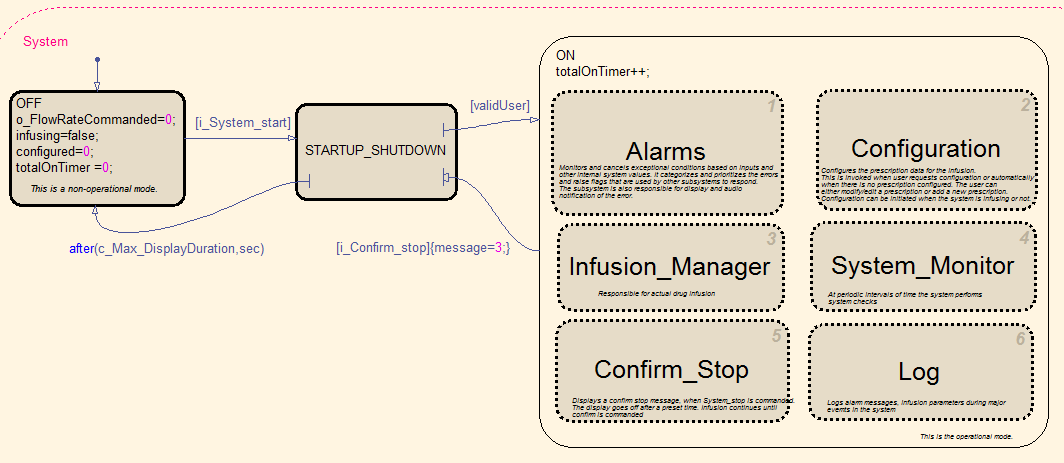 System
OFF
o_FlowRateCommanded=0;
infusing=false;
configured=0;
totalOnTimer =0;
This is a non-operational mode.
[i_System_start]
STARTUP_SHUTDOWN
after(c_Max_DisplayDuration,sec)
[validUser]
[i_Confirm_stop]{message=3;}
ON
totalOnTimer++;
1
Alarms
Monitors and cancels exceptional conditions based on inputs and
other internal system values. It categorizes and prioritizes the errors
and raise flags that are used by other subsystems to respond.
The subsystem is also responsible for display and audio
notification of the error.
2
Configuration
Configures the prescription data for the infusion.
This is invoked when user requests configuration or automatically
when there is no prescription configured. The user can
either modify/edit a prescription or add a new prescription.
Configuration can be initiated when the system is infusing or not.
3
Infusion_Manager
Responsible for actual drug infusion
4
System_Monitor
At periodic intervals of time the system performs
system checks
5
Confirm_Stop
Displays a confirm stop message, when System_stop is commanded.
The display goes off after a preset time. Infusion continues until
confirm is commanded
6
Log
Logs alarm messages, infusion parameters during major
events in the system
This is the operational mode.